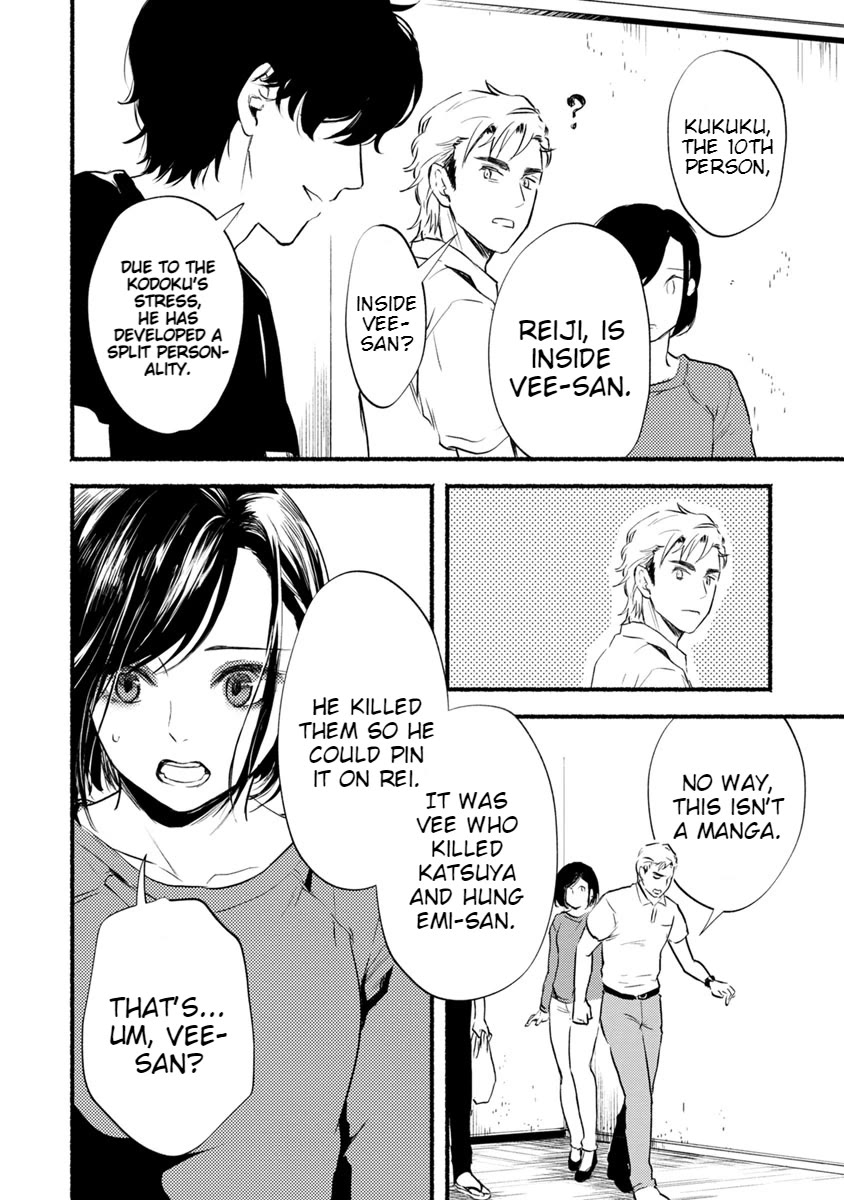 KUKUKU,
THE 10TH
PERSON,
REIJI, IS
INSIDE
VEE-SAN.
?
INSIDE
VEE-
SAN?
DUE TO THE
KODOKU'S
STRESS,
HE HAS
DEVELOPED A
SPLIT PERSON-
ALITY.
NO WAY,
THIS ISN'T
A MANGA.
IT WAS
VEE WHO
KILLED
KATSUYA
AND HUNG
EMI-SAN.
HE KILLED
THEM SO HE
COULD PIN
IT ON REI.
THAT'S...
UM, VEE-
SAN?